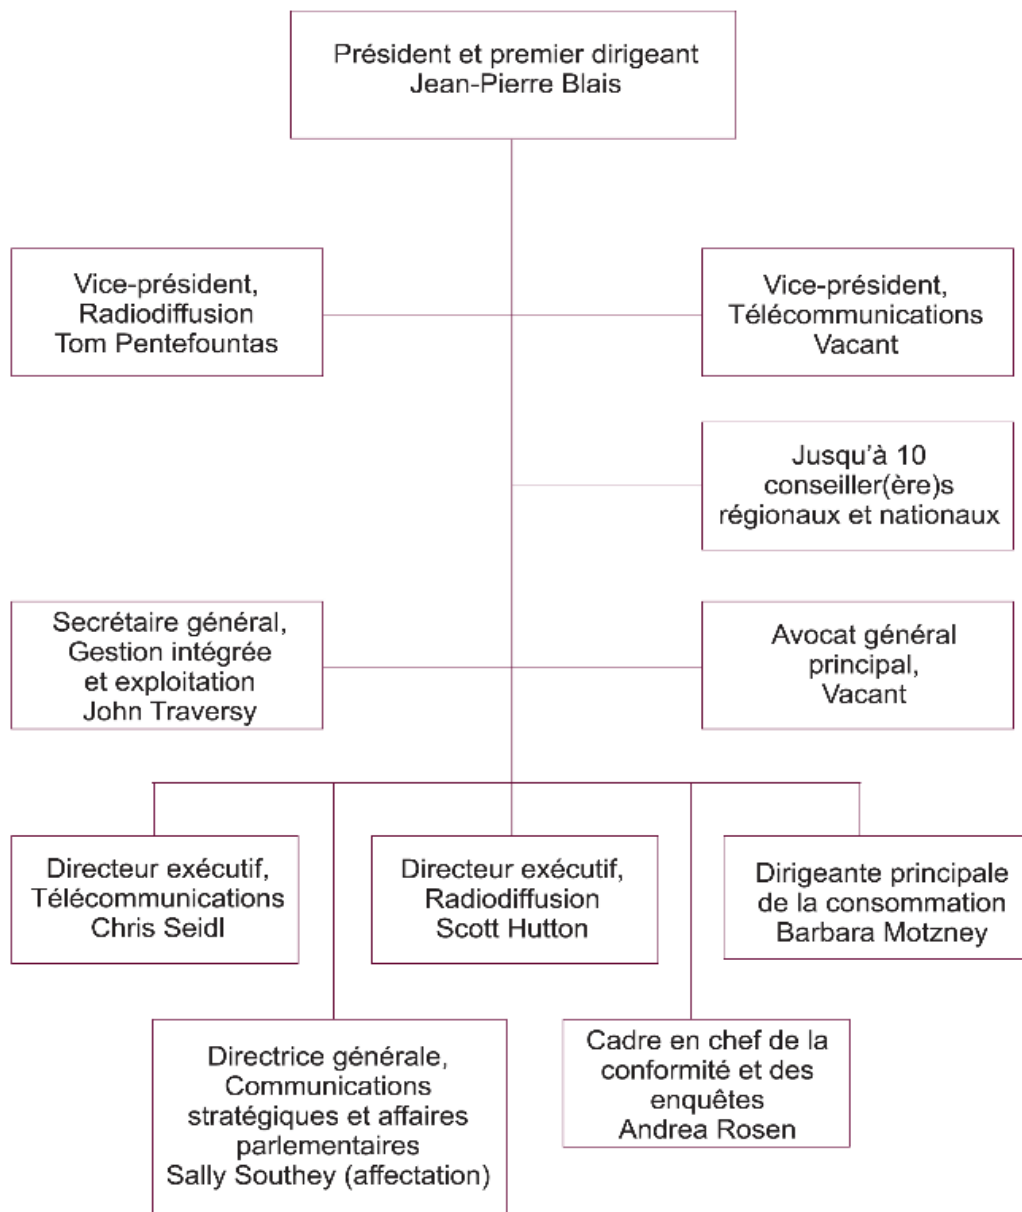 Président et premier dirigeant
Jean-Pierre Blais
Vice-président,
Radiodiffusion
Tom Pentefountas
Vice-président,
Télécommunications
Vacant
Jusqu'à 10
conseiller(ère)s
régionaux et nationaux
Secrétaire général,
Gestion intégrée
et exploitation
John Traversy
Avocat général
principal,
Vacant
Directeur exécutif,
Télécommunications
Chris Seidl
Directeur exécutif,
Radiodiffusion
Scott Hutton
Dirigeante principale
de la consommation
Barbara Motzney
Directrice générale,
Communications
stratégiques et affaires
parlementaires
Sally Southey (affectation)
Cadre en chef de la
conformité et des
enquêtes
Andrea Rosen